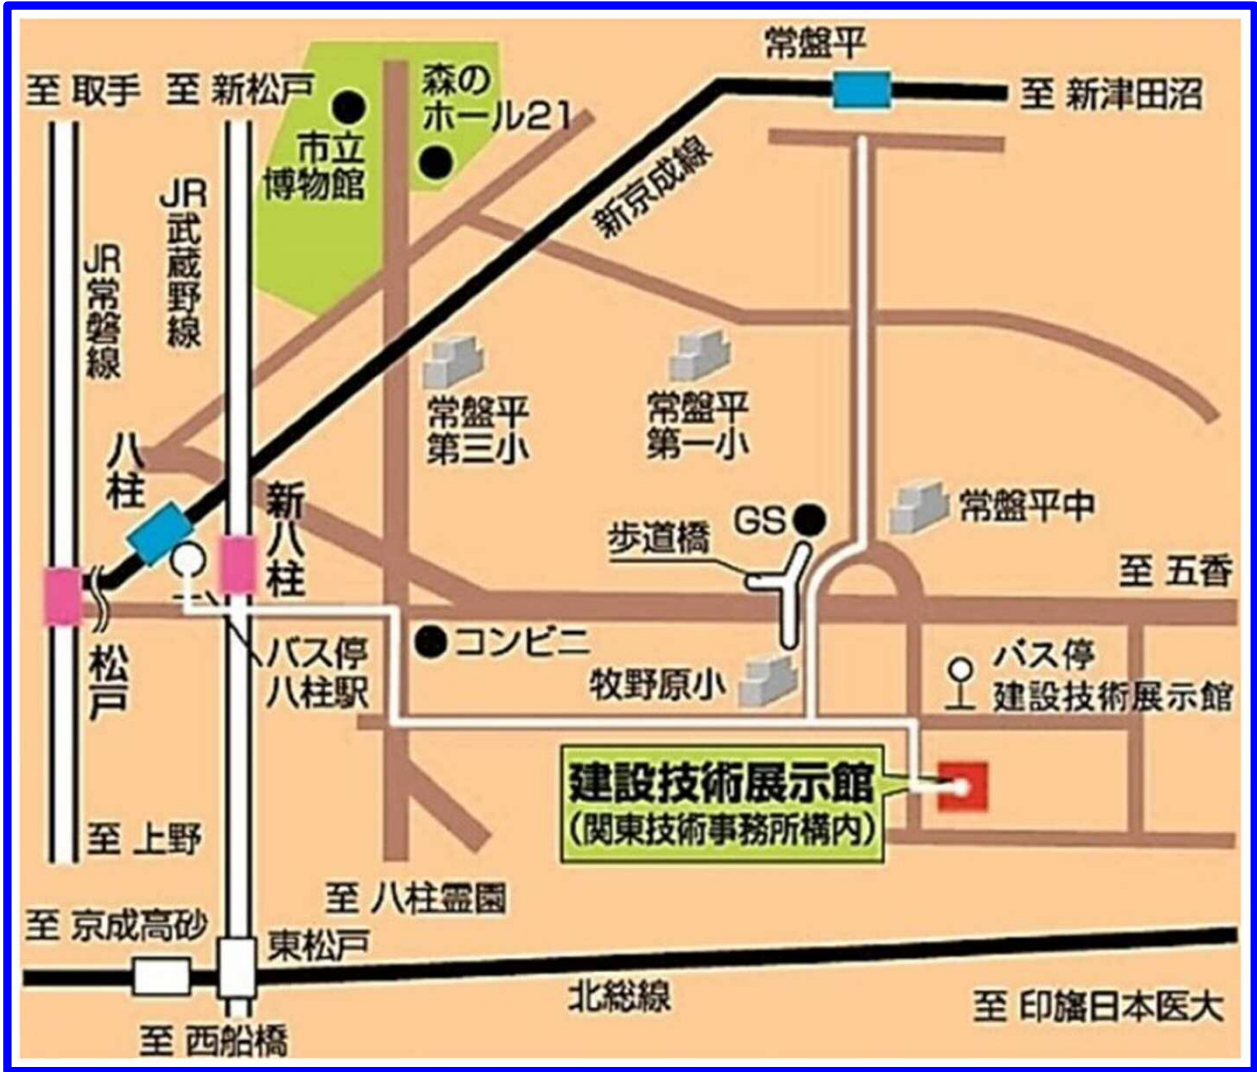 常盤平
至 取手
至 新松戸
森の
ホール21
至 新津田沼
市立
博物館
新京成線
JR武蔵野線
JR常磐線
常盤平
第三小
常盤平
第一小
八柱
新八柱
GS
常盤平中
歩道橋
至 五香
松戸
バス停
八柱駅
コンビニ
牧野原小
バス停
建設技術展示館
建設技術展示館
(関東技術事務所構内)
至 上野
至 八柱霊園
至 京成高砂
東松戸
北総線
至 印旛日本医大
至 西船橋